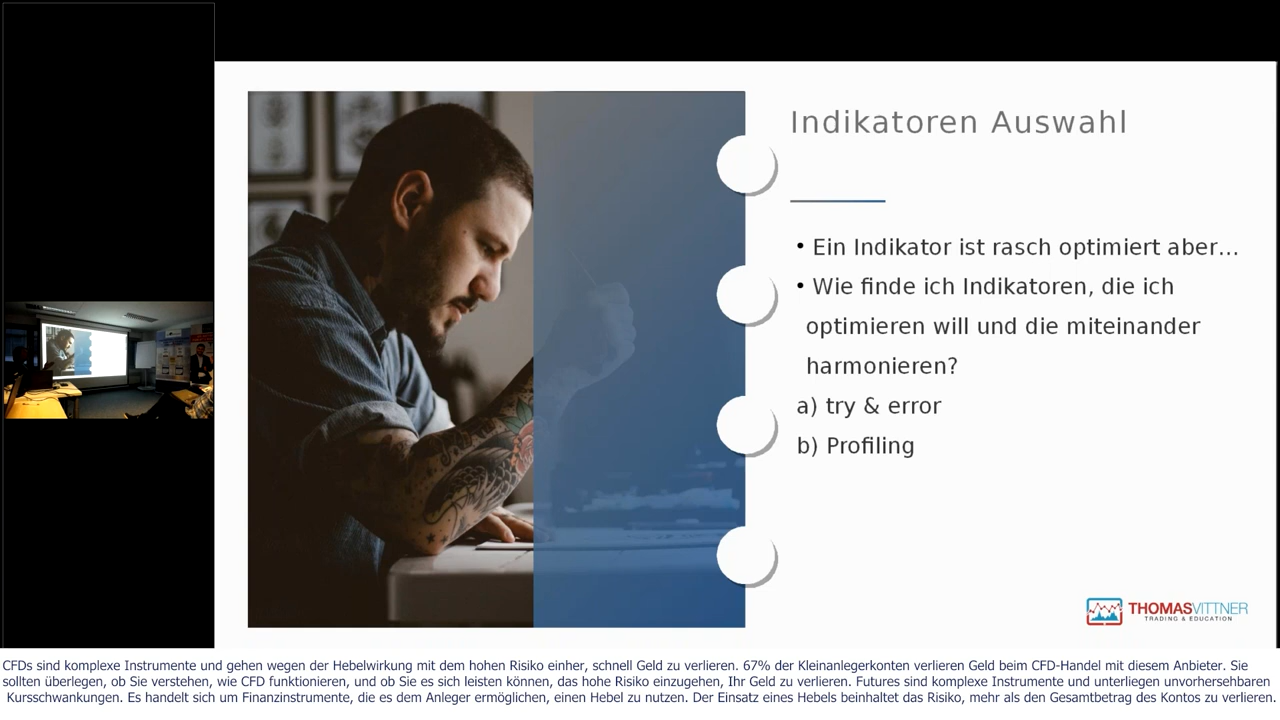 Indikatoren Auswahl
• Ein Indikator ist rasch optimiert aber...
• Wie finde ich Indikatoren, die ich
optimieren will und die miteinander
harmonieren?
a) try & error
b) Profiling
THOMASVITTNER
TRADING & EDUCATION
CFDs sind komplexe Instrumente und gehen wegen der Hebelwirkung mit dem hohen Risiko einher, schnell Geld zu verlieren. 67% der Kleinanlegerkonten verlieren Geld beim CFD-Handel mit diesem Anbieter. Sie
sollten überlegen, ob Sie verstehen, wie CFD funktionieren, und ob Sie es sich leisten können, das hohe Risiko einzugehen, Ihr Geld zu verlieren. Futures sind komplexe Instrumente und unterliegen unvorhersehbaren
Kursschwankungen. Es handelt sich um Finanzinstrumente, die es dem Anleger ermöglichen, einen Hebel zu nutzen. Der Einsatz eines Hebels beinhaltet das Risiko, mehr als den Gesamtbetrag des Kontos zu verlieren.